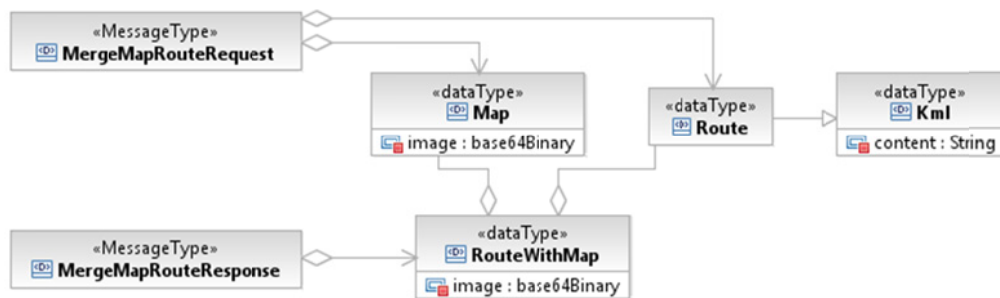 «MessageType»
MergeMapRouteRequest
«dataType»
Map
image : base64Binary
«dataType»
Route
«dataType»
Kml
content : String
«MessageType»
MergeMapRouteResponse
«dataType»
RouteWithMap
image : base64Binary